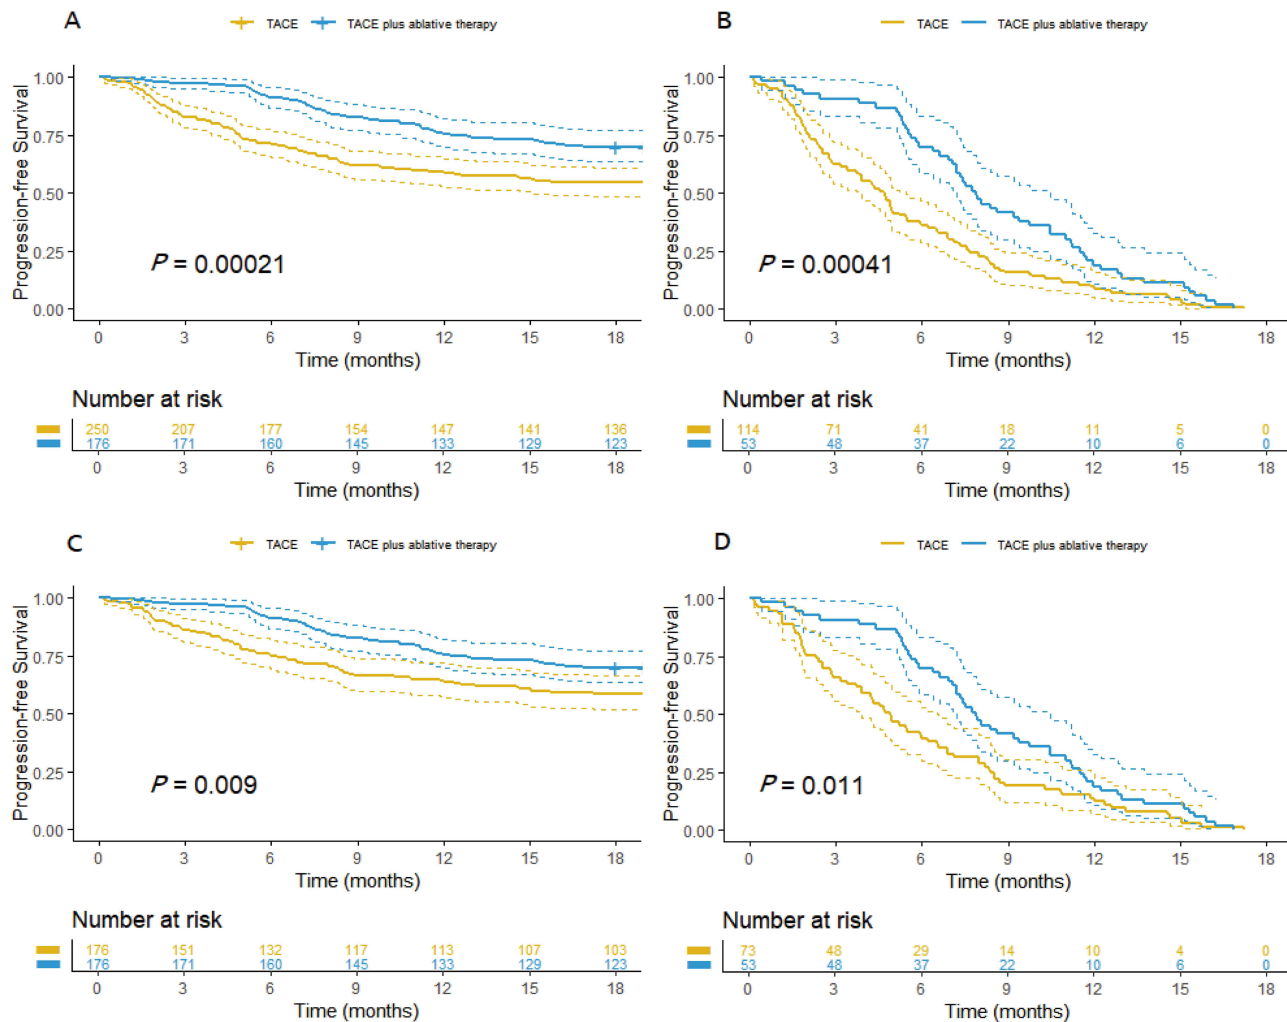 A
TACE TACE plus ablative therapy
Progression-free Survival
1.00
0.75
0.50
0.25
0.00
P = 0.00021
0 3 6 9 12 15 18
Time (months)
Number at risk
250 207 177 154 147 141 136
176 171 160 145 133 129 123
0 3 6 9 12 15 18
Time (months)
B
TACE TACE plus ablative therapy
Progression-free Survival
1.00
0.75
0.50
0.25
0.00
P = 0.00041
0 3 6 9 12 15 18
Time (months)
Number at risk
114 71 41 18 11 5 0
53 48 37 22 10 6 0
0 3 6 9 12 15 18
Time (months)
C
TACE TACE plus ablative therapy
Progression-free Survival
1.00
0.75
0.50
0.25
0.00
P = 0.009
0 3 6 9 12 15 18
Time (months)
Number at risk
176 151 132 117 113 107 103
176 171 160 145 133 129 123
0 3 6 9 12 15 18
Time (months)
D
TACE TACE plus ablative therapy
Progression-free Survival
1.00
0.75
0.50
0.25
0.00
P = 0.011
0 3 6 9 12 15 18
Time (months)
Number at risk
73 48 29 14 10 4 0
53 48 37 22 10 6 0
0 3 6 9 12 15 18
Time (months)